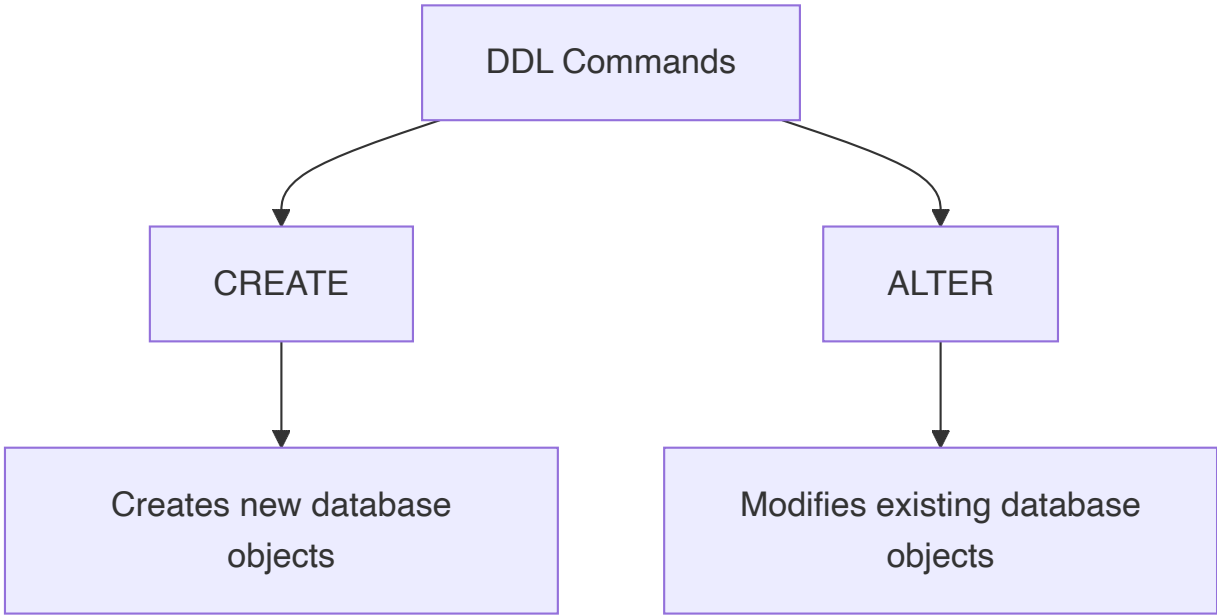 DDL Commands
CREATE
ALTER
Creates new database
objects
Modifies existing database
objects